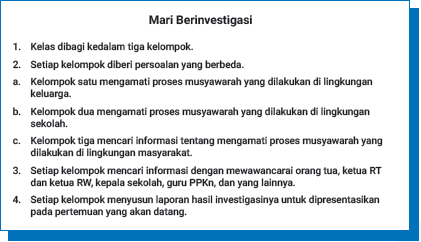 Mari Berinvestigasi
1. Kelas dibagi kedalam tiga kelompok.
2. Setiap kelompok diberi persoalan yang berbeda.
a. Kelompok satu mengamati proses musyawarah yang dilakukan di lingkungan
keluarga.
b. Kelompok dua mengamati proses musyawarah yang dilakukan di lingkungan
sekolah.
c. Kelompok tiga mencari informasi tentang mengamati proses musyawarah yang
dilakukan di lingkungan masyarakat.
3. Setiap kelompok mencari informasi dengan mewawancarai orang tua, ketua RT
dan ketua RW, kepala sekolah, guru PPKn, dan yang lainnya.
4. Setiap kelompok menyusun laporan hasil investigasinya untuk dipresentasikan
pada pertemuan yang akan datang.